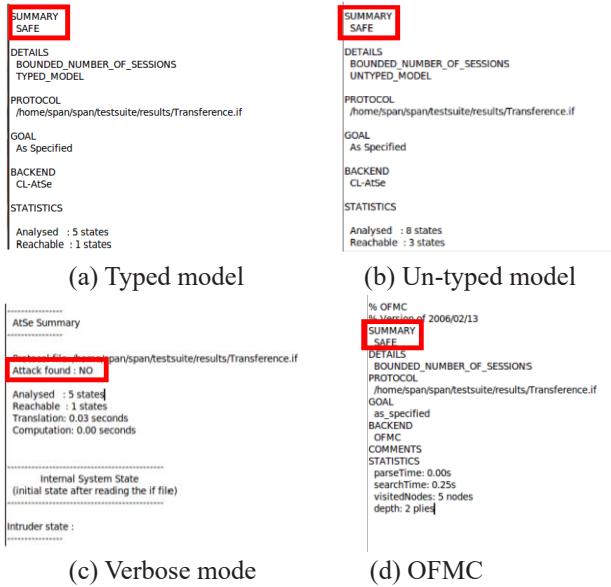 SUMMARY
SAFE
DETAILS
BOUNDED_NUMBER_OF_SESSIONS
TYPED_MODEL
PROTOCOL
/home/span/span/testsuite/results/Transference.if
GOAL
As Specified
BACKEND
CL-AtSe
STATISTICS
Analysed : 5 states
Reachable : 1 states
(a) Typed model
SUMMARY
SAFE
DETAILS
BOUNDED_NUMBER_OF_SESSIONS
UNTYPED_MODEL
PROTOCOL
/home/span/span/testsuite/results/Transference.if
GOAL
As Specified
BACKEND
CL-AtSe
STATISTICS
Analysed : 8 states
Reachable : 3 states
(b) Un-typed model
AtSe Summary
Protocol file: /home/span/span/testsuite/results/Transference.if
Attack found : NO
Analysed : 5 states
Reachable : 1 states
Translation: 0.03 seconds
Computation: 0.00 seconds
Internal System State
(initial state after reading the if file)
Intruder state :
(c) Verbose mode
% OFMC
% Version of 2006/02/13
SUMMARY
SAFE
DETAILS
BOUNDED_NUMBER_OF_SESSIONS
PROTOCOL
/home/span/span/testsuite/results/Transference.if
GOAL
as_specified
BACKEND
OFMC
COMMENTS
STATISTICS
parseTime: 0.00s
searchTime: 0.25s
visitedNodes: 5 nodes
depth: 2 plies
(d) OFMC